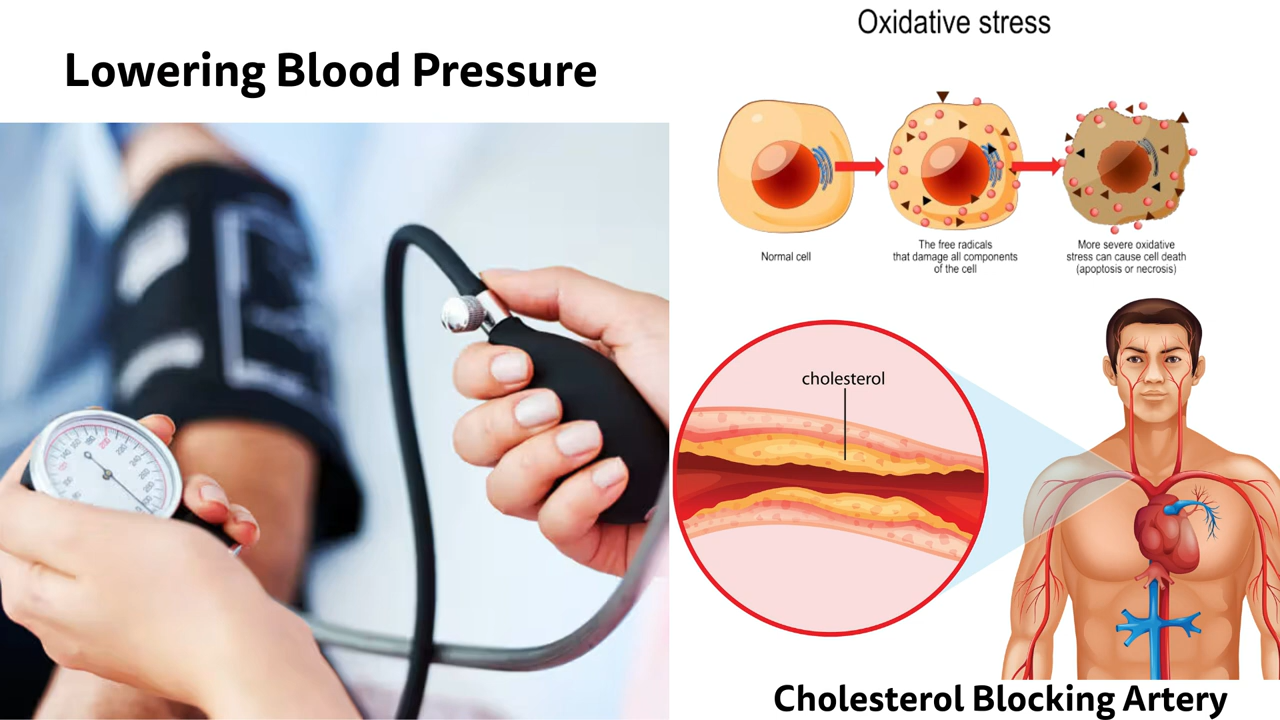 Lowering Blood Pressure
Oxidative stress
Normal cell
The free radicals
that damage all components
of the cell
More severe oxidative
stress can cause cell death
(apoptosis or necrosis)
cholesterol
Cholesterol Blocking Artery